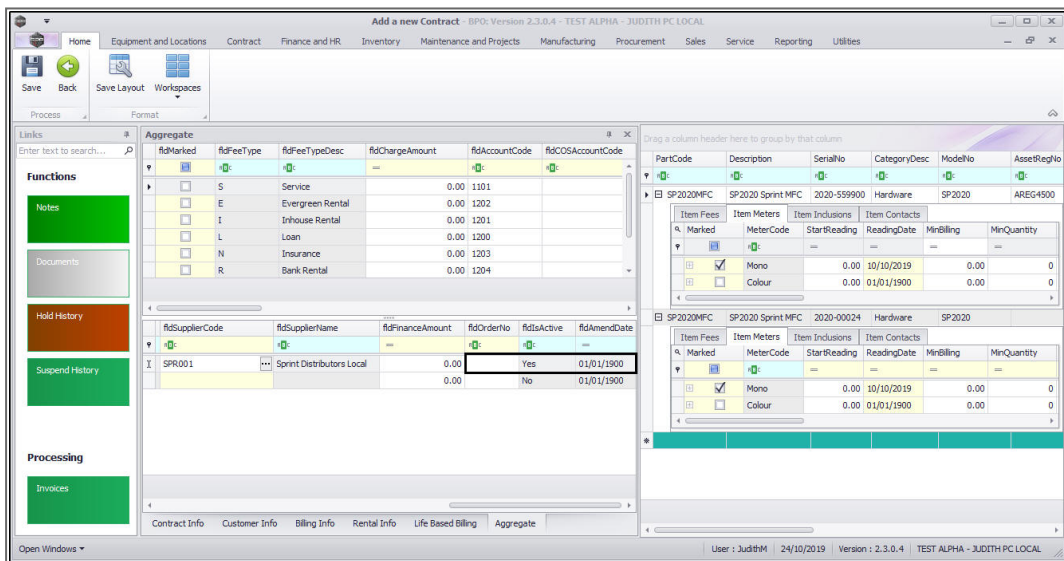 Add a new Contract - BPO: Version 2.3.0.4 - TEST ALPHA - JUDITH PC LOCAL
Home Equipment and Locations Contract Finance and HR Inventory Maintenance and Projects Manufacturing Procurement Sales Service Reporting Utilities
Save Back Save Layout Workspaces
Process Format
Links
Enter text to search...
Functions
Notes
Documents
Hold History
Suspend History
Processing
Invoices
Aggregate
fldMarked fldFeeType fldFeeTypeDesc fldChargeAmount fldAccountCode fldCOSAccountCode
S Service 0.00 1101
E Evergreen Rental 0.00 1202
I Inhouse Rental 0.00 1201
L Loan 0.00 1200
N Insurance 0.00 1203
R Bank Rental 0.00 1204
fldSupplierCode fldSupplierName fldFinanceAmount fldOrderNo fldIsActive fldAmendDate
SPR001 ... Sprint Distributors Local 0.00 Yes 01/01/1900
0.00 No 01/01/1900
Contract Info Customer Info Billing Info Rental Info Life Based Billing Aggregate
Drag a column header here to group by that column
PartCode Description SerialNo CategoryDesc ModelNo AssetRegNo
SP2020MFC SP2020 Sprint MFC 2020-559900 Hardware SP2020 AREG4500
Item Fees Item Meters Item Inclusions Item Contacts
Marked MeterCode StartReading ReadingDate MinBilling MinQuantity
Mono 0.00 10/10/2019 0.00 0
Colour 0.00 01/01/1900 0.00 0
SP2020MFC SP2020 Sprint MFC 2020-00024 Hardware SP2020
Item Fees Item Meters Item Inclusions Item Contacts
Marked MeterCode StartReading ReadingDate MinBilling MinQuantity
Mono 0.00 10/10/2019 0.00 0
Colour 0.00 01/01/1900 0.00 0
Open Windows User : JudithM 24/10/2019 Version : 2.3.0.4 TEST ALPHA - JUDITH PC LOCAL